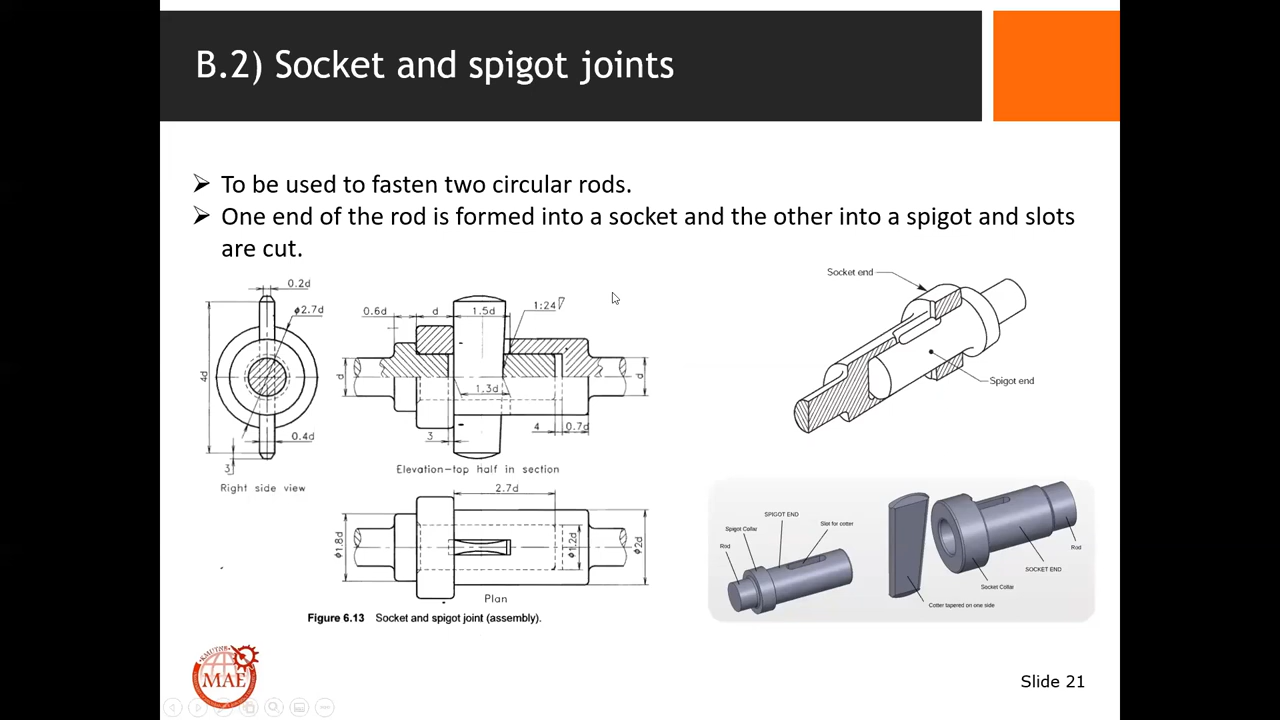 B.2) Socket and spigot joints
➢ To be used to fasten two circular rods.
➢ One end of the rod is formed into a socket and the other into a spigot and slots
are cut.
0.2d
ϕ2.7d
4d
0.4d
3
Right side view
0.6d
d
1.5d
1:24
d
1.3d
d
3
4
0.7d
Elevation-top half in section
2.7d
ϕ1.8d
ϕ1.2d
ϕ2d
Plan
Figure 6.13 Socket and spigot joint (assembly).
Socket end
Spigot end
SPIGOT END
Slot for cotter
Spigot Collar
Rod
Rod
SOCKET END
Socket Collar
Cotter tapered on one side
KMUTNB
MAE
Slide 21